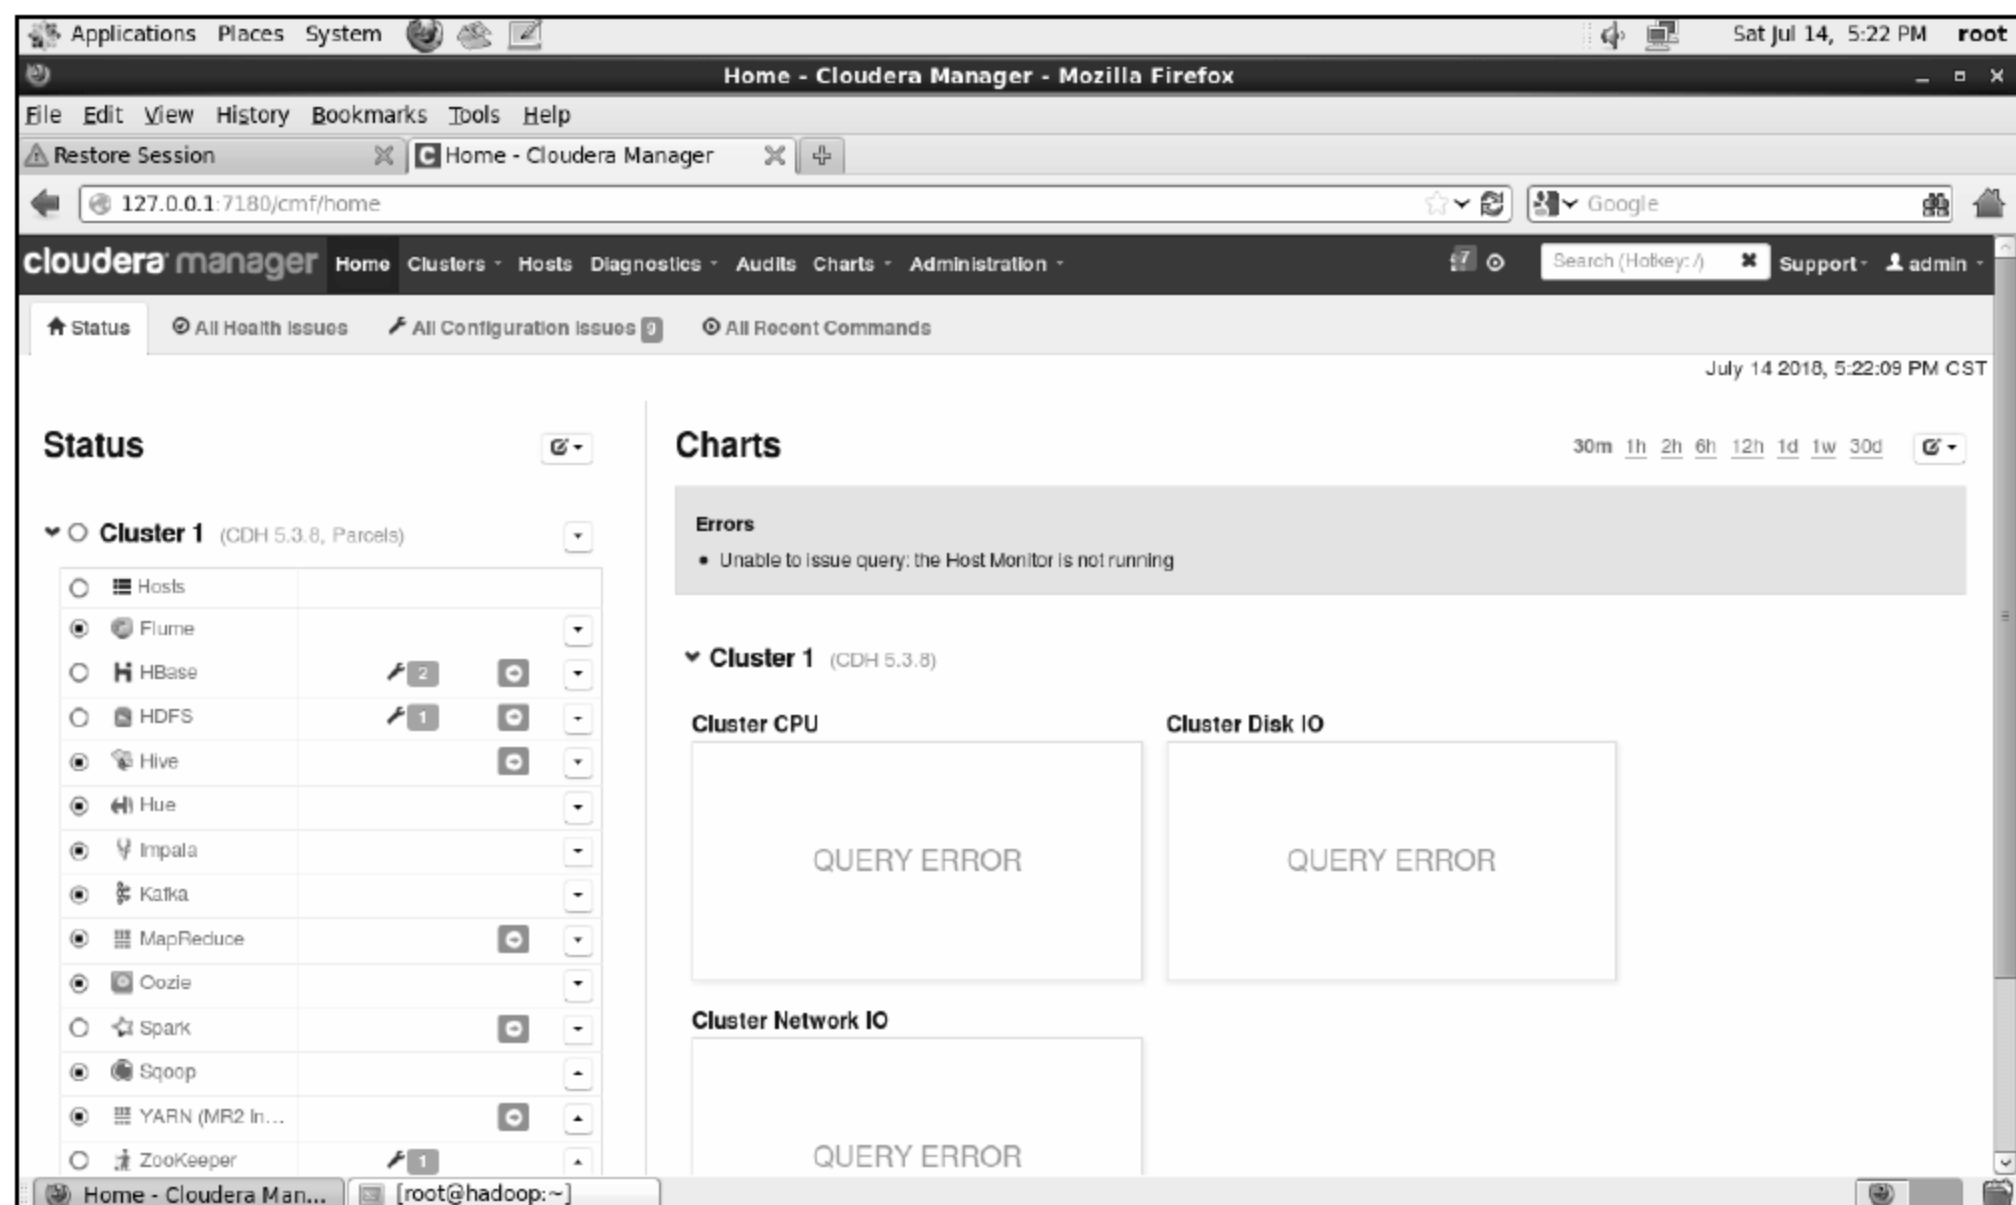 Applications Places System Sat Jul 14, 5:22 PM root
Home - Cloudera Manager - Mozilla Firefox
File Edit View History Bookmarks Tools Help
Restore Session Home - Cloudera Manager
127.0.0.1:7180/cmf/home Google
cloudera manager Home Clusters Hosts Diagnostics Audits Charts Administration 7 Search (Hotkey: /) Support admin
Status All Health Issues All Configuration Issues 9 All Recent Commands
July 14 2018, 5:22:09 PM CST
Status
Cluster 1 (CDH 5.3.8, Parcels)
Hosts
Flume
HBase 2
HDFS 1
Hive
Hue
Impala
Kafka
MapReduce
Oozie
Spark
Sqoop
YARN (MR2 In...
ZooKeeper 1
Charts 30m 1h 2h 6h 12h 1d 1w 30d
Errors
• Unable to issue query: the Host Monitor is not running
Cluster 1 (CDH 5.3.8)
Cluster CPU Cluster Disk IO
QUERY ERROR QUERY ERROR
Cluster Network IO
QUERY ERROR
Home - Cloudera Man... [root@hadoop:~]